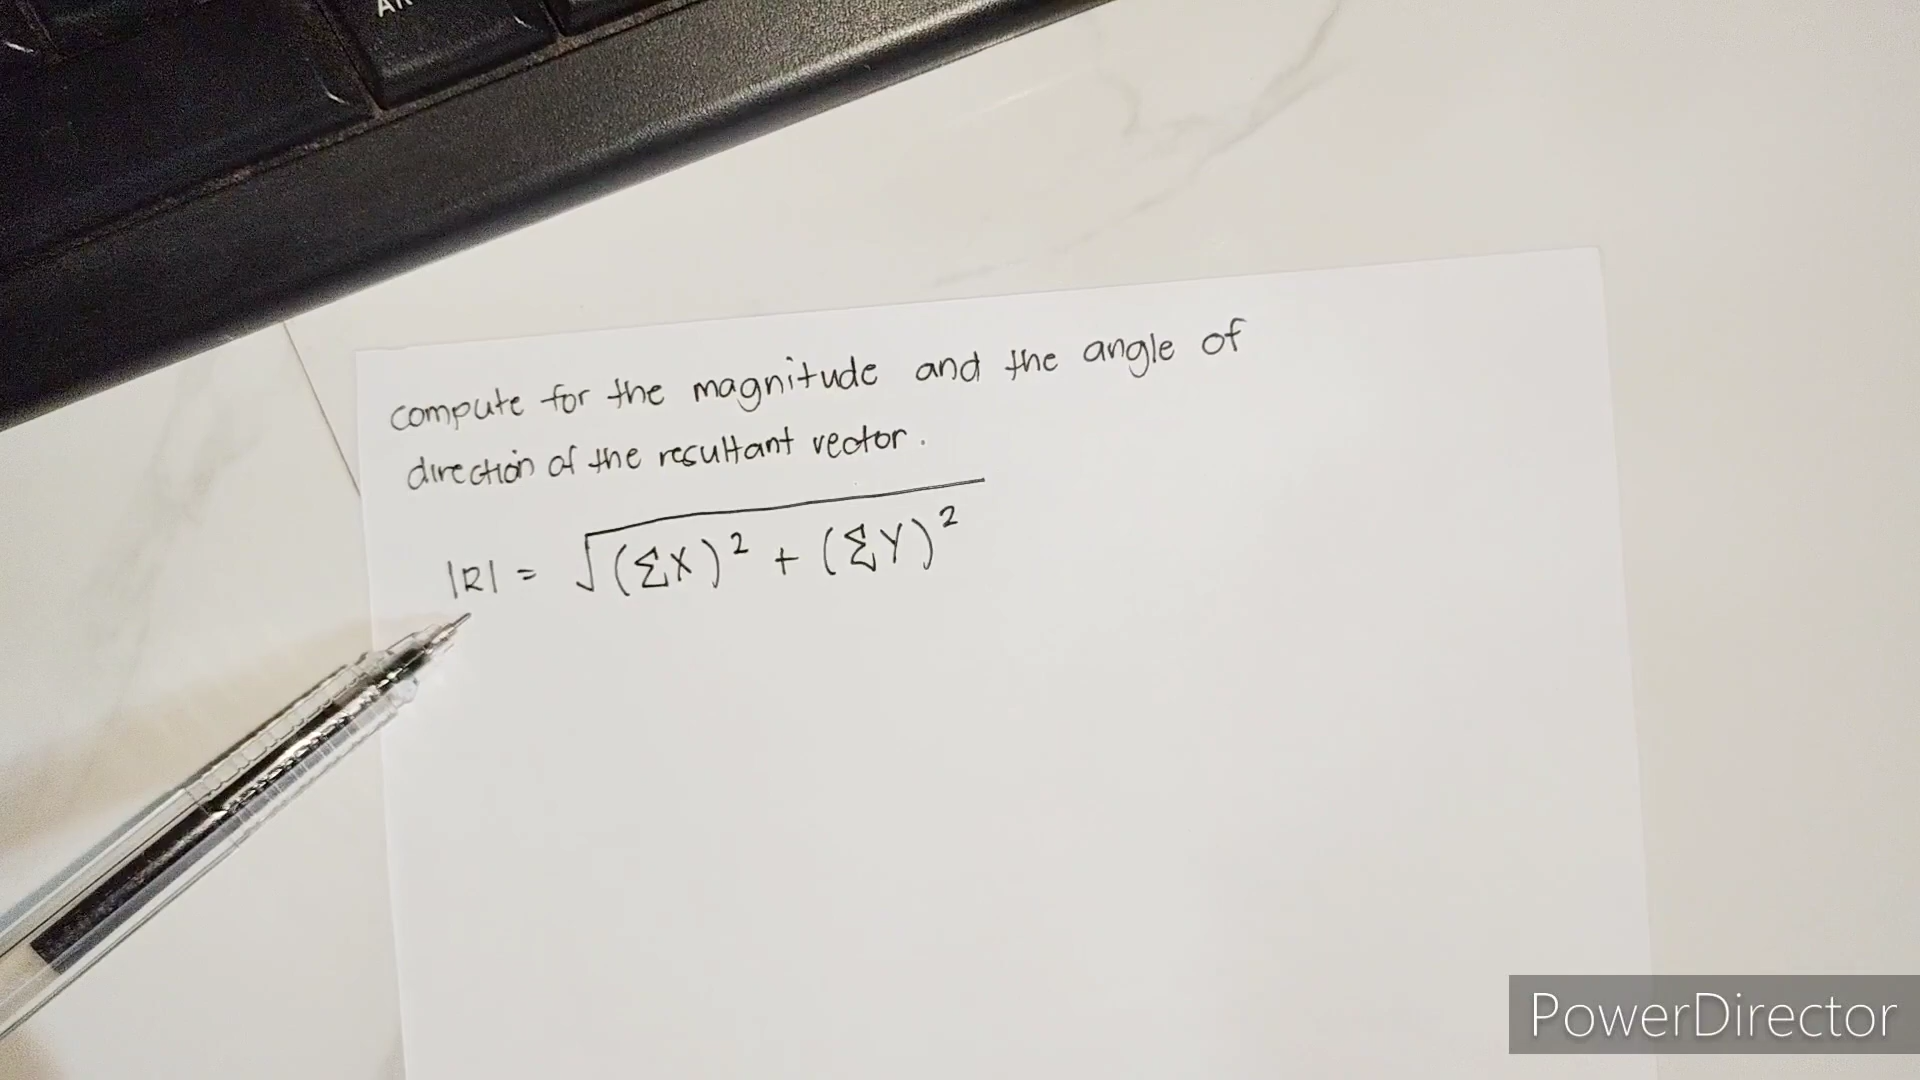 compute for the magnitude and the angle of
direction of the resultant vector.
|R| = √(ΣX)² + (ΣY)²
PowerDirector